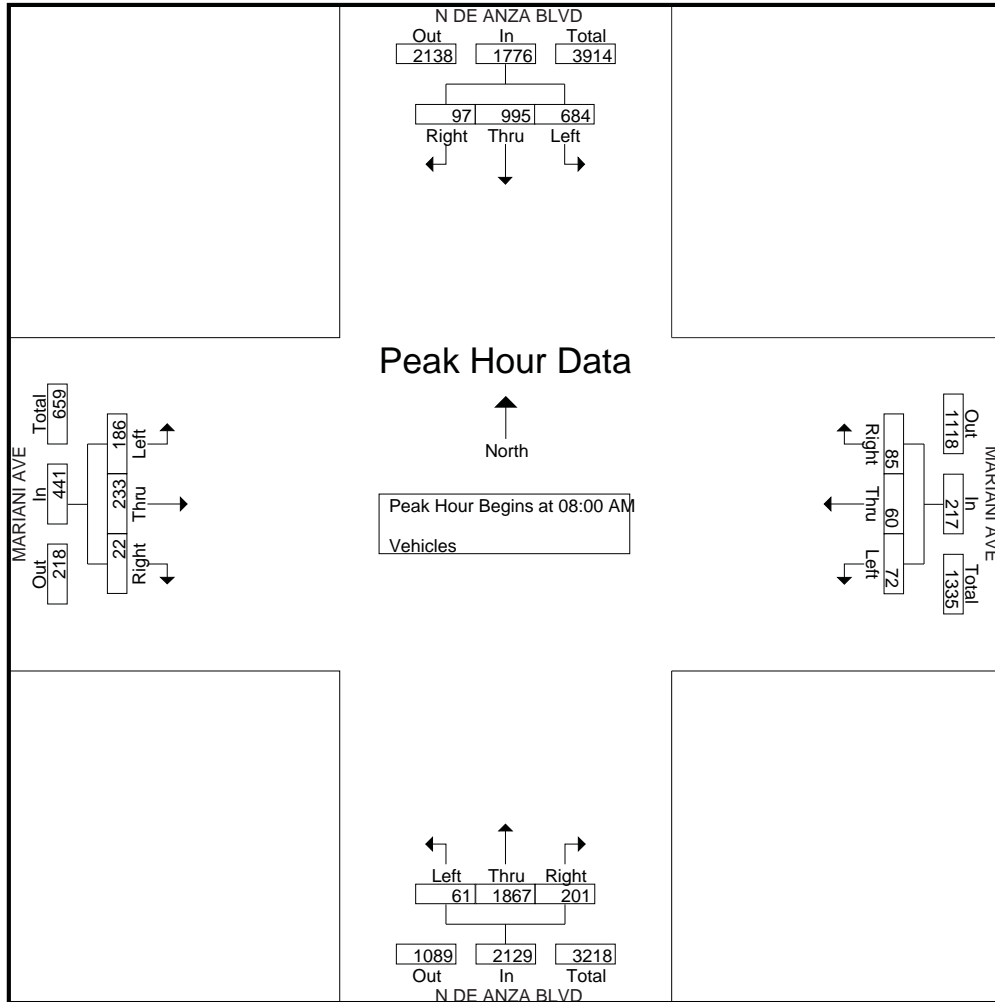 N DE ANZA BLVD
Out In Total
2138 1776 3914
97 995 684
Right Thru Left
Peak Hour Data
North
Peak Hour Begins at 08:00 AM
Vehicles
MARIANI AVE
Total In Out
659 441 218
186 233 22
Left Thru Right
MARIANI AVE
Out In Total
1118 217 1335
85 60 72
Right Thru Left
Left Thru Right
61 1867 201
1089 2129 3218
Out In Total
N DE ANZA BLVD